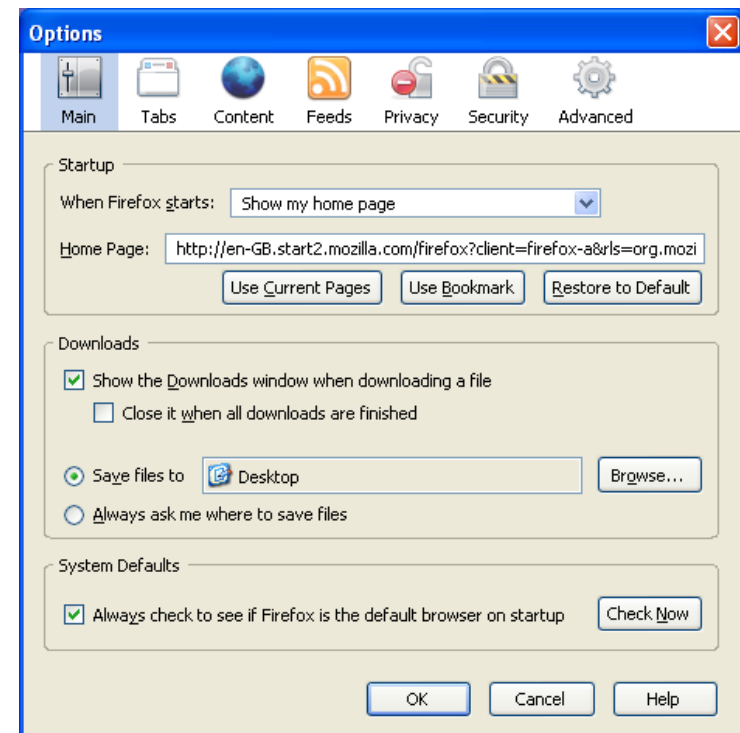 Options
Main Tabs Content Feeds Privacy Security Advanced
Startup
When Firefox starts: Show my home page
Home Page: http://en-GB.start2.mozilla.com/firefox?client=firefox-a&rls=org.mozi
Use Current Pages Use Bookmark Restore to Default
Downloads
Show the Downloads window when downloading a file
Close it when all downloads are finished
Save files to Desktop Browse...
Always ask me where to save files
System Defaults
Always check to see if Firefox is the default browser on startup Check Now
OK Cancel Help